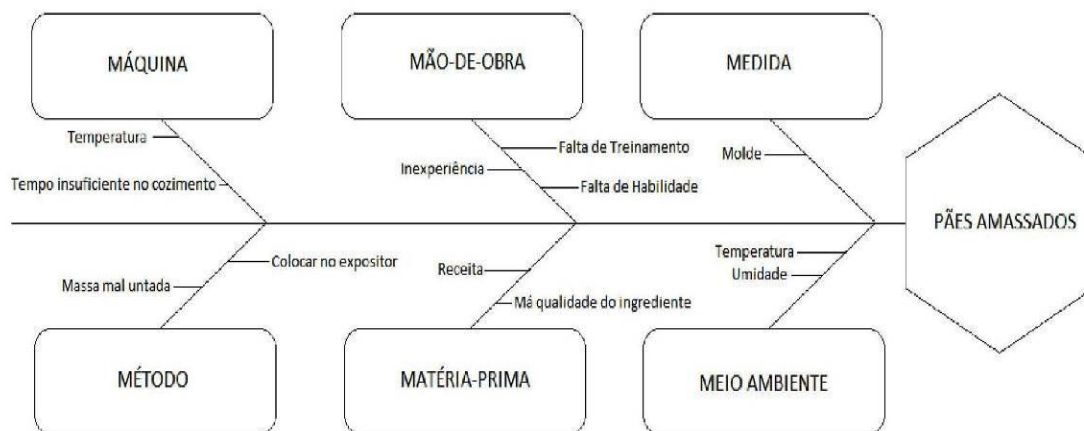 MÁQUINA
MÃO-DE-OBRA
MEDIDA
Temperatura
Tempo insuficiente no cozimento
Falta de Treinamento
Inexperiência
Falta de Habilidade
Molde
PÃES AMASSADOS
Colocar no expositor
Massa mal untada
Receita
Má qualidade do ingrediente
Temperatura
Umidade
MÉTODO
MATÉRIA-PRIMA
MEIO AMBIENTE